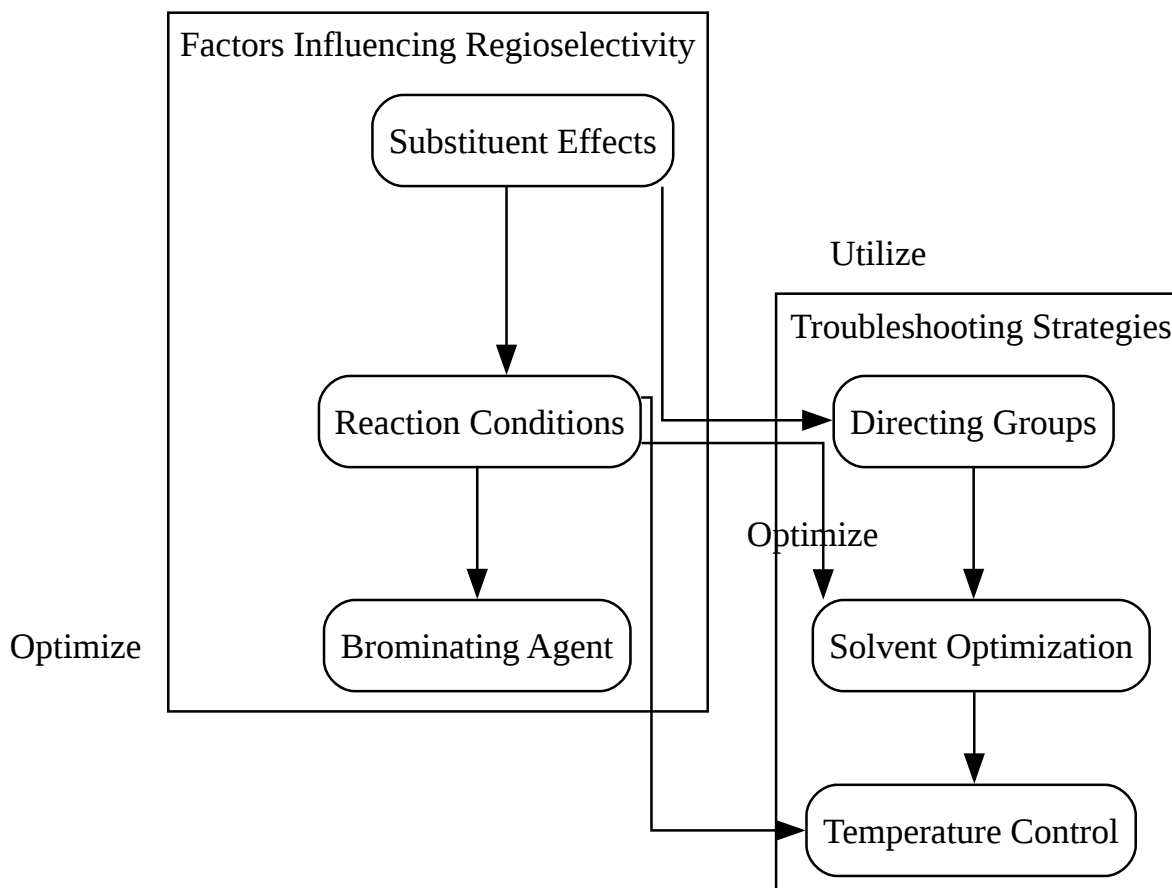 Factors Influencing Regioselectivity
Substituent Effects
Utilize
Troubleshooting Strategies
Reaction Conditions
Directing Groups
Optimize
Brominating Agent
Optimize
Solvent Optimization
Temperature Control